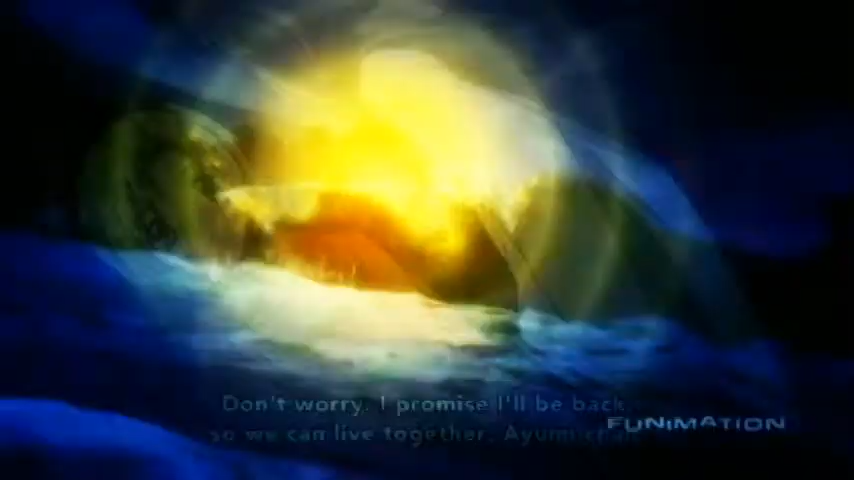 Don't worry. I promise I'll be back
so we can live together,
FUNIMATION